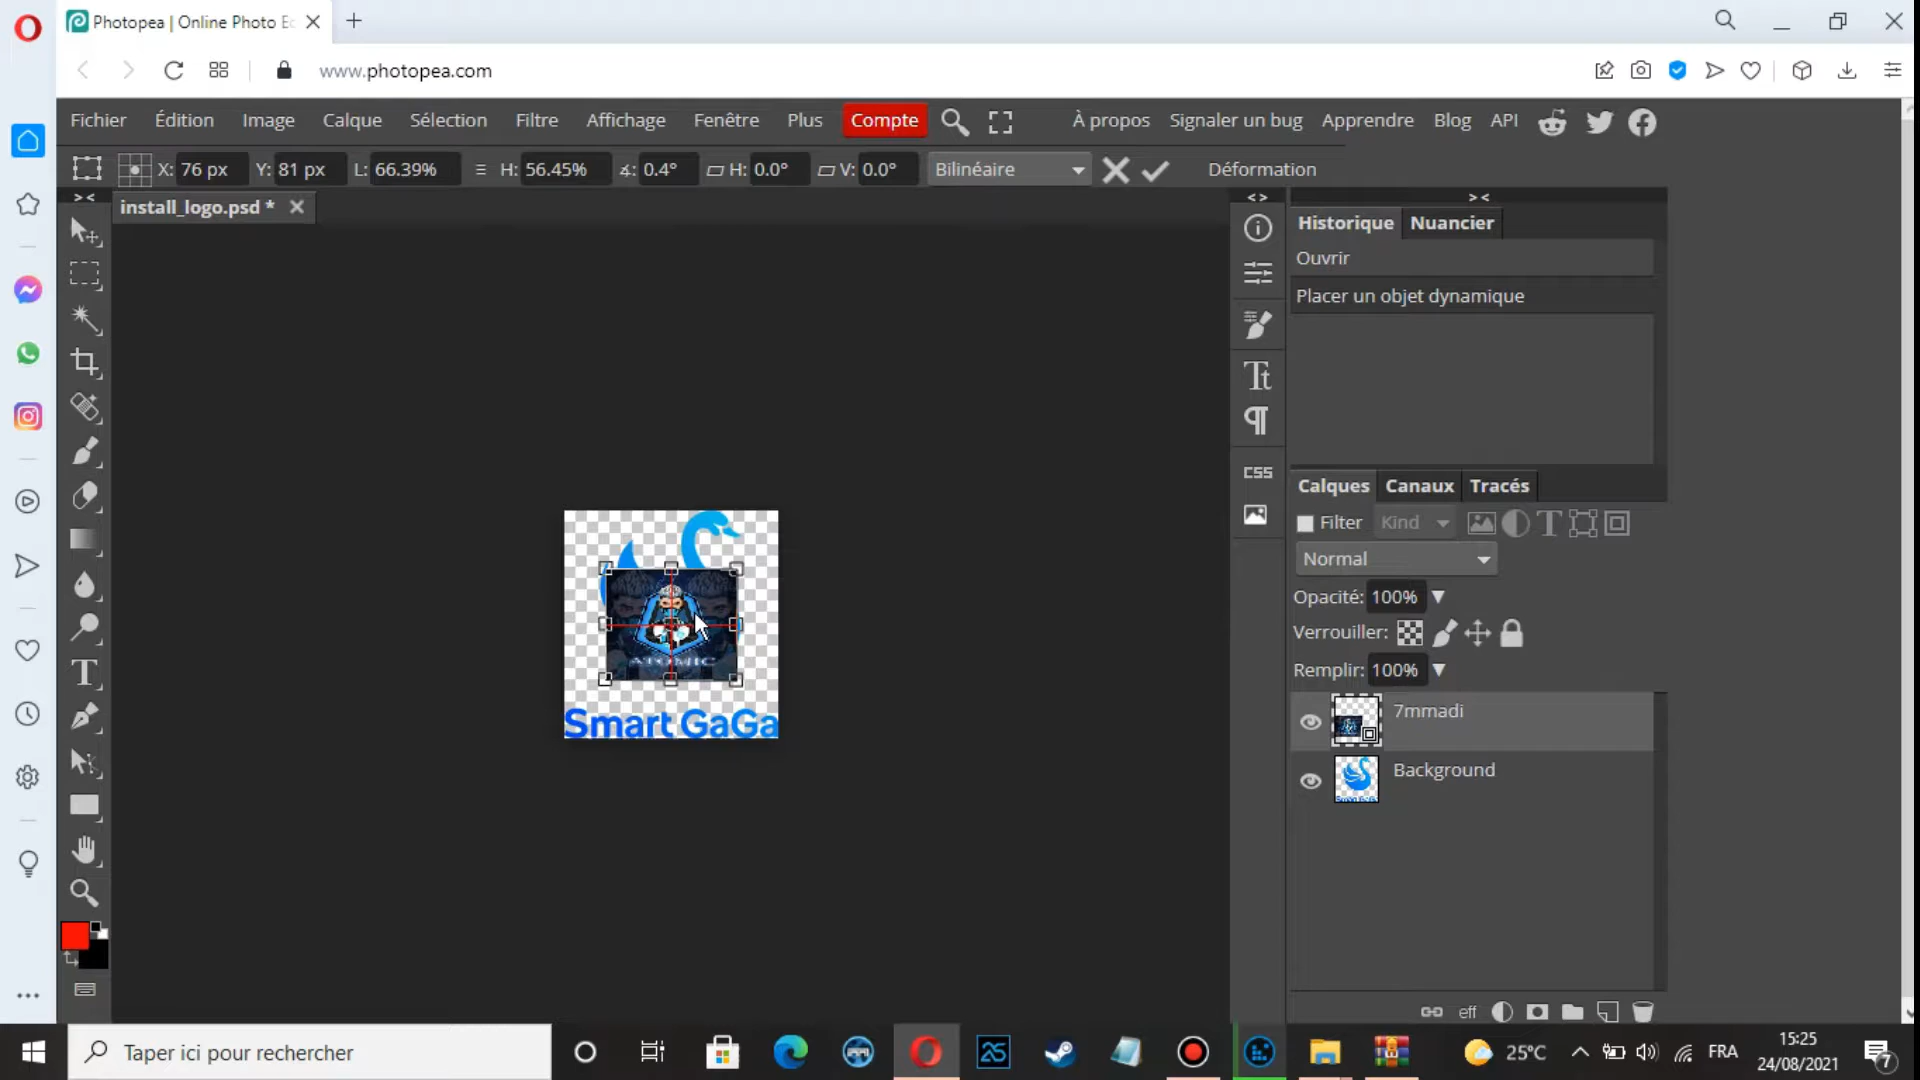 Photopea | Online Photo Ec
www.photopea.com
Fichier Édition Image Calque Sélection Filtre Affichage Fenêtre Plus Compte À propos Signaler un bug Apprendre Blog API
X: 76 px Y: 81 px L: 66.39% H: 56.45% ∡: 0.4° H: 0.0° V: 0.0° Bilinéaire Déformation
> < < > > <
install_logo.psd *
Historique Nuancier
Ouvrir
Placer un objet dynamique
CSS
Calques Canaux Tracés
Filter Kind
Normal
Opacité: 100%
Verrouiller:
Remplir: 100%
ATOMIC
Smart GaGa
7mmadi
Background
eff
Taper ici pour rechercher
25
25°C
FRA
15:25
24/08/2021
7